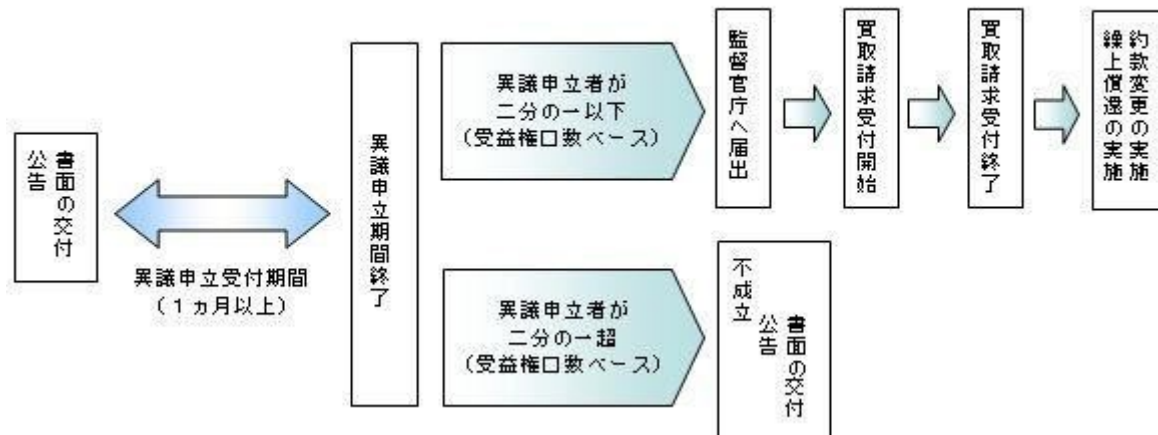 書面の交付
公告
異議申立受付期間
（１ヵ月以上）
異議申立期間終了
異議申立者が
二分の一以下
（受益権口数ベース）
監督官庁へ届出
買取請求受付開始
買取請求受付終了
約款変更の実施
繰上償還の実施
異議申立者が
二分の一超
（受益権口数ベース）
不成立
書面の交付
公告